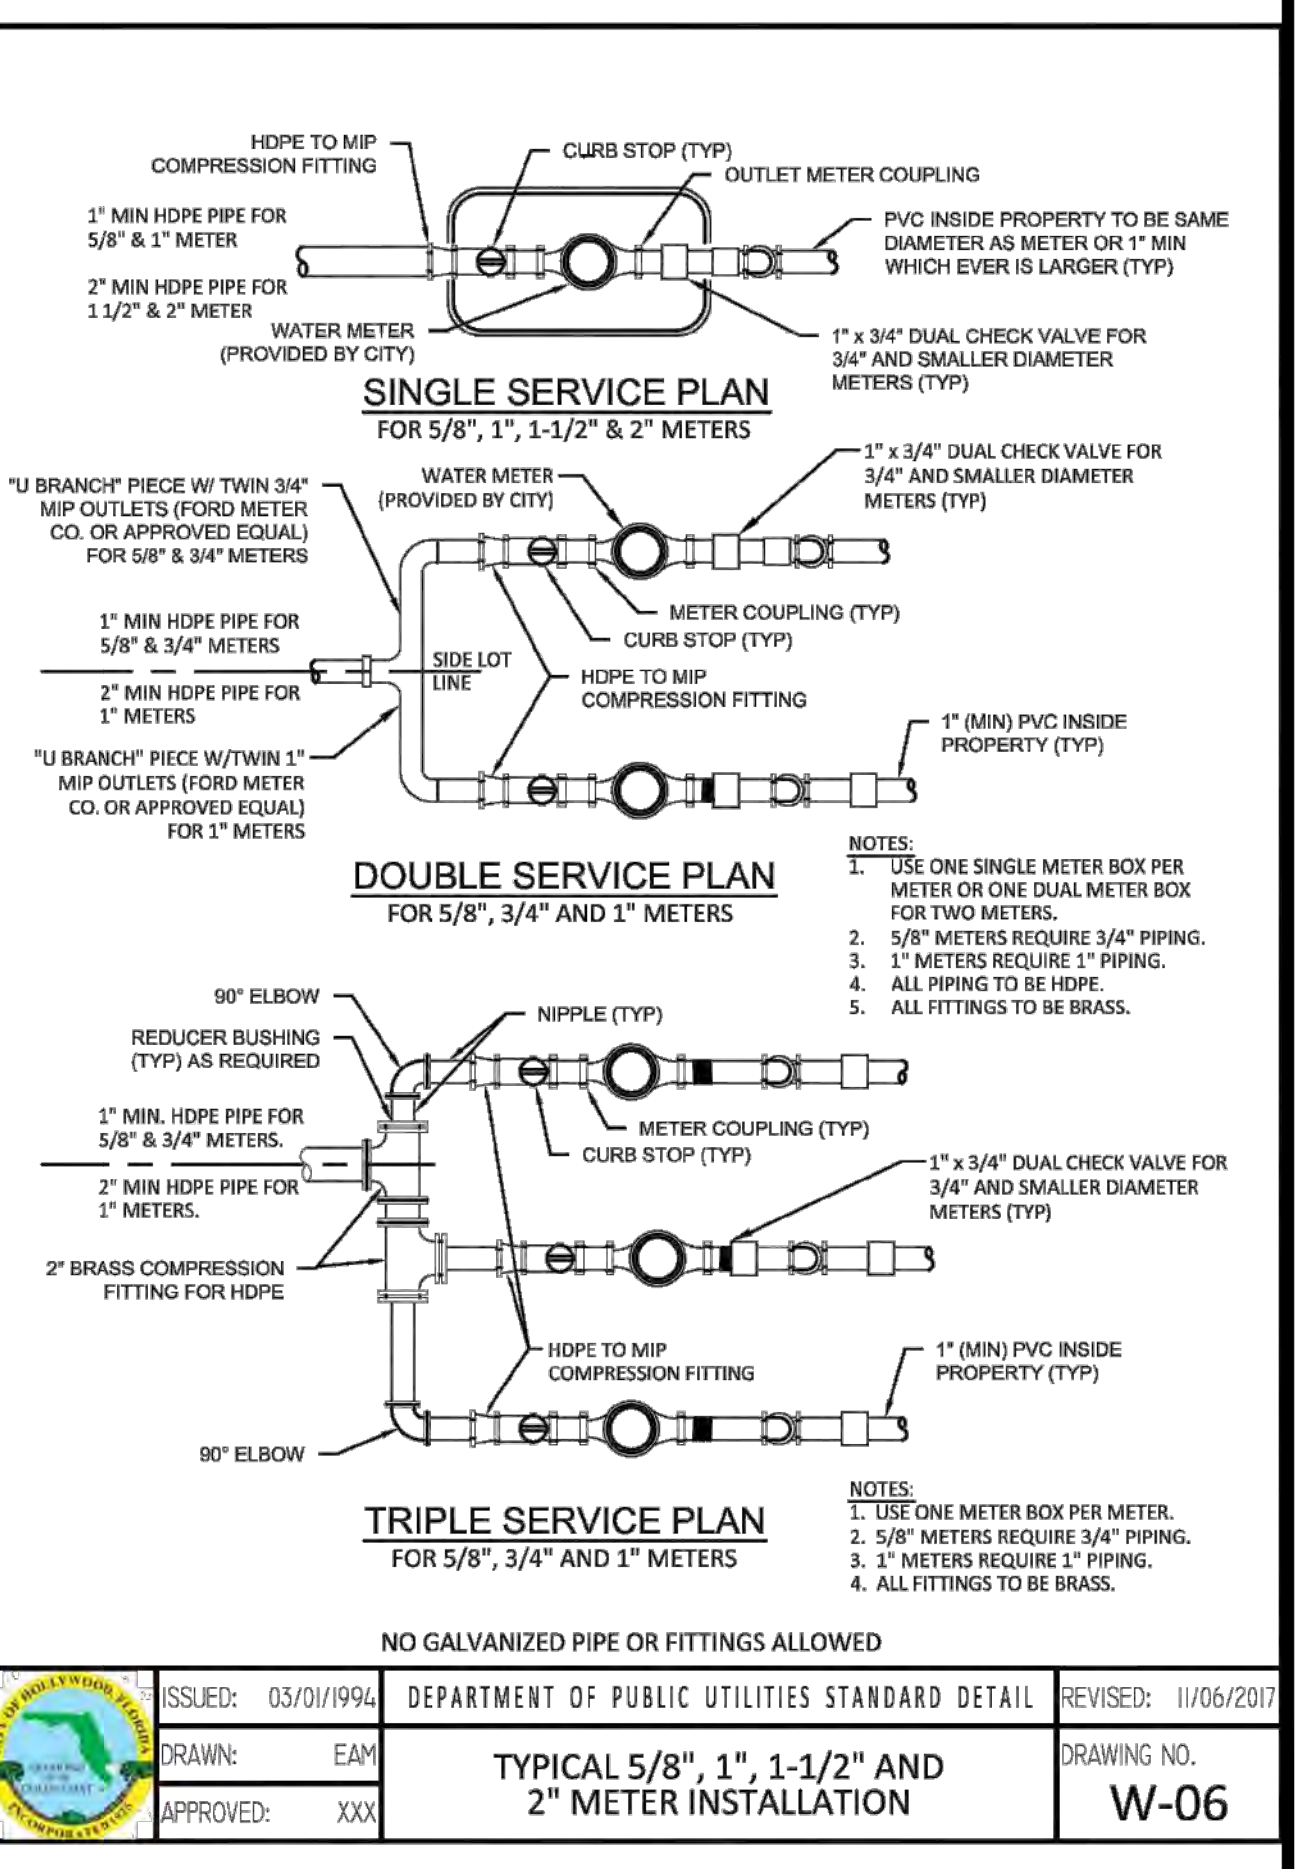 HDPE TO MIP
COMPRESSION FITTING
CURB STOP (TYP)
OUTLET METER COUPLING
1" MIN HDPE PIPE FOR
5/8" & 1" METER
PVC INSIDE PROPERTY TO BE SAME
DIAMETER AS METER OR 1" MIN
WHICH EVER IS LARGER (TYP)
2" MIN HDPE PIPE FOR
1 1/2" & 2" METER
WATER METER
(PROVIDED BY CITY)
1" x 3/4" DUAL CHECK VALVE FOR
3/4" AND SMALLER DIAMETER
METERS (TYP)
SINGLE SERVICE PLAN
FOR 5/8", 1", 1-1/2" & 2" METERS
"U BRANCH" PIECE W/ TWIN 3/4"
MIP OUTLETS (FORD METER
CO. OR APPROVED EQUAL)
FOR 5/8" & 3/4" METERS
WATER METER
(PROVIDED BY CITY)
1" x 3/4" DUAL CHECK VALVE FOR
3/4" AND SMALLER DIAMETER
METERS (TYP)
1" MIN HDPE PIPE FOR
5/8" & 3/4" METERS
METER COUPLING (TYP)
CURB STOP (TYP)
SIDE LOT
LINE
HDPE TO MIP
COMPRESSION FITTING
2" MIN HDPE PIPE FOR
1" METERS
1" (MIN) PVC INSIDE
PROPERTY (TYP)
"U BRANCH" PIECE W/TWIN 1"
MIP OUTLETS (FORD METER
CO. OR APPROVED EQUAL)
FOR 1" METERS
DOUBLE SERVICE PLAN
FOR 5/8", 3/4" AND 1" METERS
NOTES:
1. USE ONE SINGLE METER BOX PER
METER OR ONE DUAL METER BOX
FOR TWO METERS.
2. 5/8" METERS REQUIRE 3/4" PIPING.
3. 1" METERS REQUIRE 1" PIPING.
4. ALL PIPING TO BE HDPE.
5. ALL FITTINGS TO BE BRASS.
90° ELBOW
NIPPLE (TYP)
REDUCER BUSHING
(TYP) AS REQUIRED
1" MIN. HDPE PIPE FOR
5/8" & 3/4" METERS.
METER COUPLING (TYP)
CURB STOP (TYP)
1" x 3/4" DUAL CHECK VALVE FOR
3/4" AND SMALLER DIAMETER
METERS (TYP)
2" MIN HDPE PIPE FOR
1" METERS.
2" BRASS COMPRESSION
FITTING FOR HDPE
HDPE TO MIP
COMPRESSION FITTING
1" (MIN) PVC INSIDE
PROPERTY (TYP)
90° ELBOW
TRIPLE SERVICE PLAN
FOR 5/8", 3/4" AND 1" METERS
NOTES:
1. USE ONE METER BOX PER METER.
2. 5/8" METERS REQUIRE 3/4" PIPING.
3. 1" METERS REQUIRE 1" PIPING.
4. ALL FITTINGS TO BE BRASS.
NO GALVANIZED PIPE OR FITTINGS ALLOWED
OF HOLLYWOOD, FLORIDA
INCORPORATED 1925
ISSUED: 03/01/1994
DRAWN: EAM
APPROVED: XXX
DEPARTMENT OF PUBLIC UTILITIES STANDARD DETAIL
TYPICAL 5/8", 1", 1-1/2" AND
2" METER INSTALLATION
REVISED: 11/06/2017
DRAWING NO.
W-06